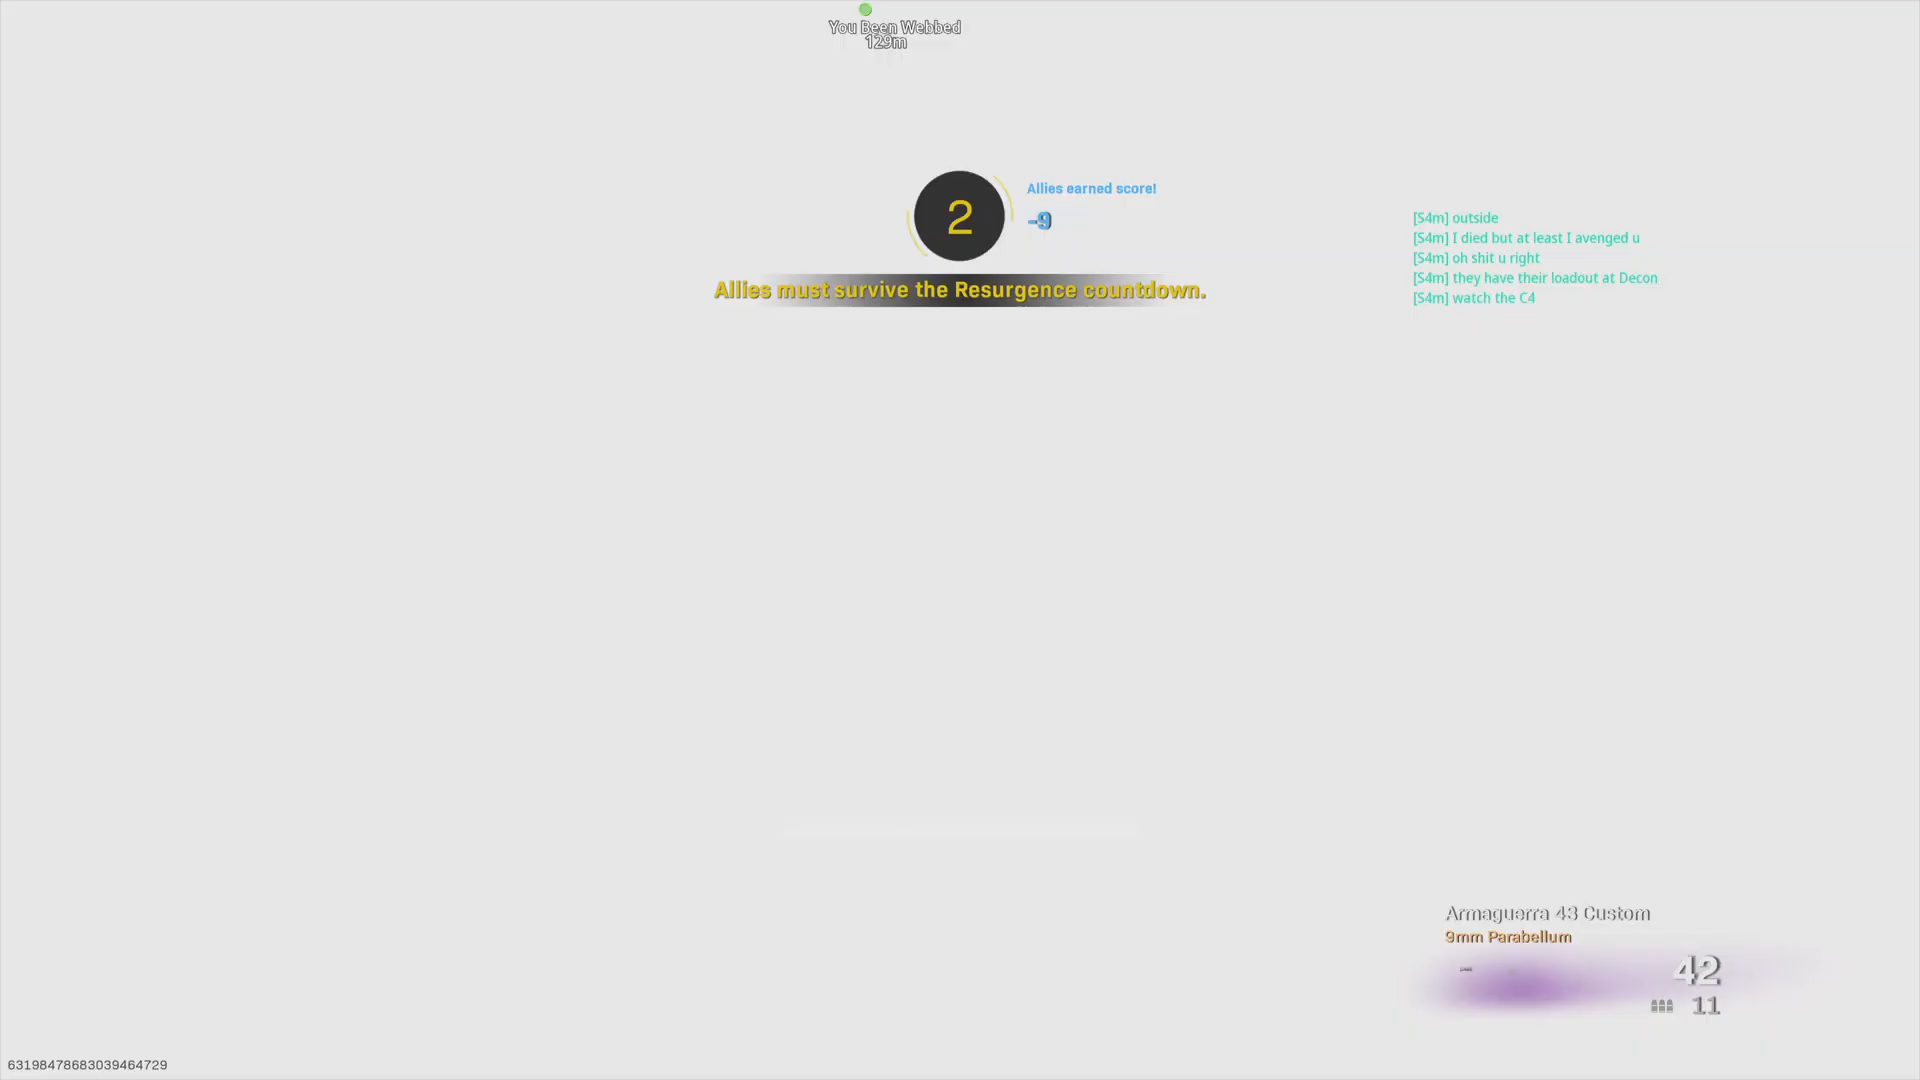 You Been Webbed
129m
2
Allies earned score!
-9
Allies must survive the Resurgence countdown.
[S4m] outside
[S4m] I died but at least I avenged u
[S4m] oh shit u right
[S4m] they have their loadout at Decon
[S4m] watch the C4
Armaguerra 43 Custom
9mm Parabellum
42
11
63198478683039464729